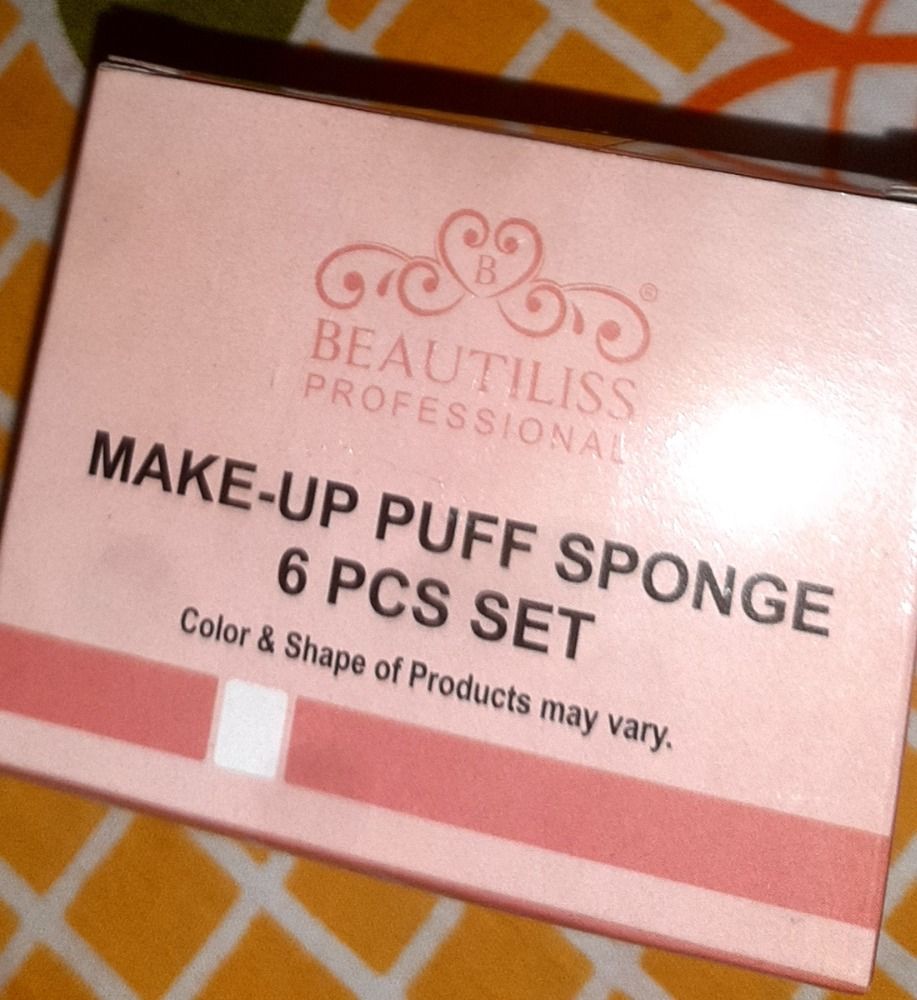 B
®
BEAUTILISS
PROFESSIONAL
MAKE-UP PUFF SPONGE
6 PCS SET
Color & Shape of Products may vary.